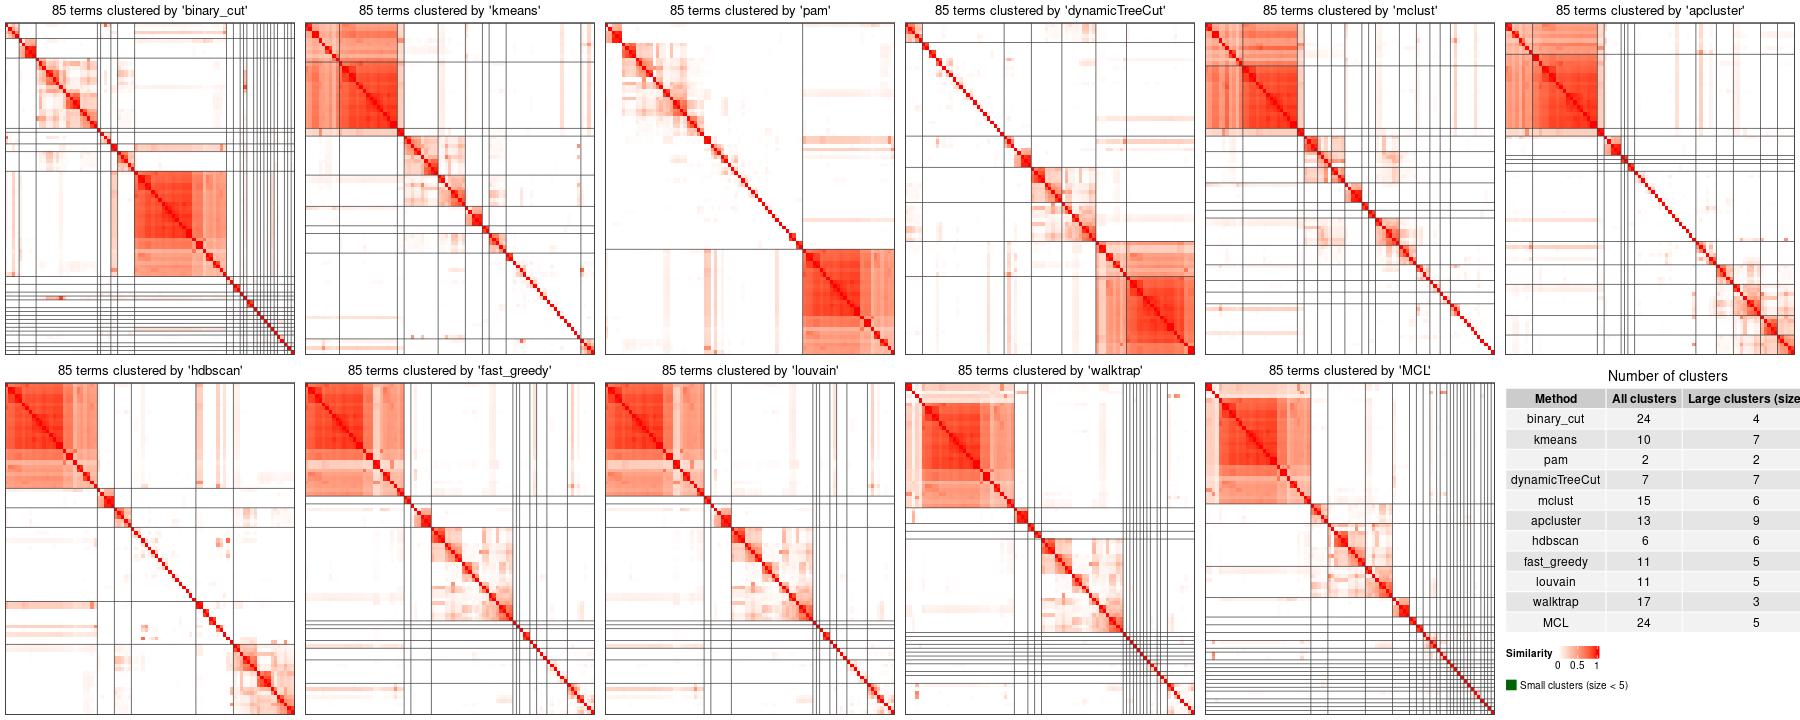 85 terms clustered by 'binary_cut'
85 terms clustered by 'kmeans'
85 terms clustered by 'pam'
85 terms clustered by 'dynamicTreeCut'
85 terms clustered by 'mclust'
85 terms clustered by 'apcluster'
85 terms clustered by 'hdbscan'
85 terms clustered by 'fast_greedy'
85 terms clustered by 'louvain'
85 terms clustered by 'walktrap'
85 terms clustered by 'MCL'
Number of clusters
Method All clusters Large clusters (size
binary_cut 24 4
kmeans 10 7
pam 2 2
dynamicTreeCut 7 7
mclust 15 6
apcluster 13 9
hdbscan 6 6
fast_greedy 11 5
louvain 11 5
walktrap 17 3
MCL 24 5
Similarity
0 0.5 1
Small clusters (size < 5)